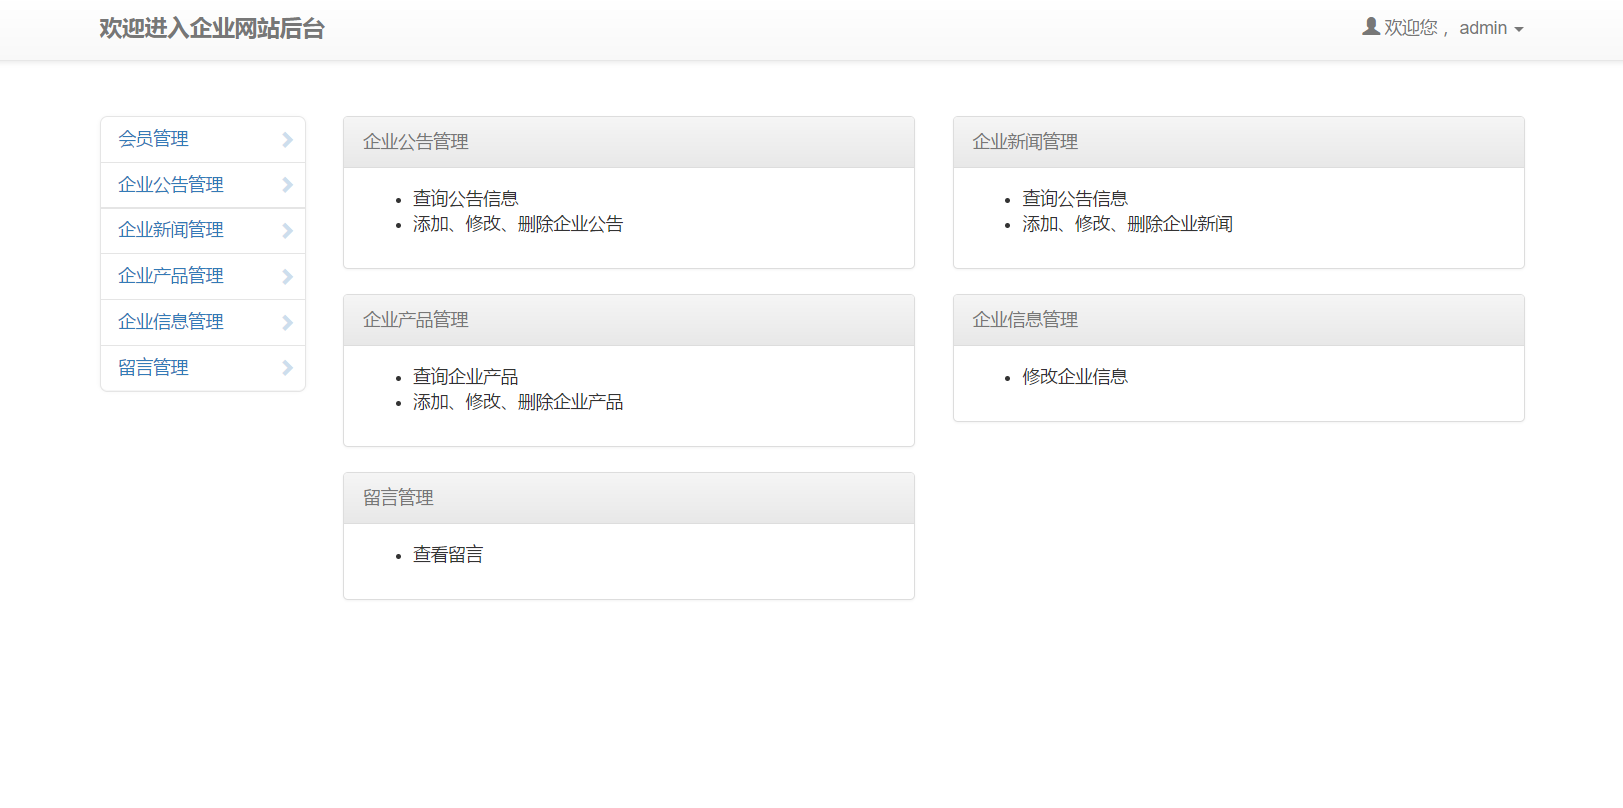 欢迎进入企业网站后台
欢迎您，admin
会员管理
企业公告管理
企业新闻管理
企业产品管理
企业信息管理
留言管理
企业公告管理
查询公告信息
添加、修改、删除企业公告
企业新闻管理
查询公告信息
添加、修改、删除企业新闻
企业产品管理
查询企业产品
添加、修改、删除企业产品
企业信息管理
修改企业信息
留言管理
查看留言